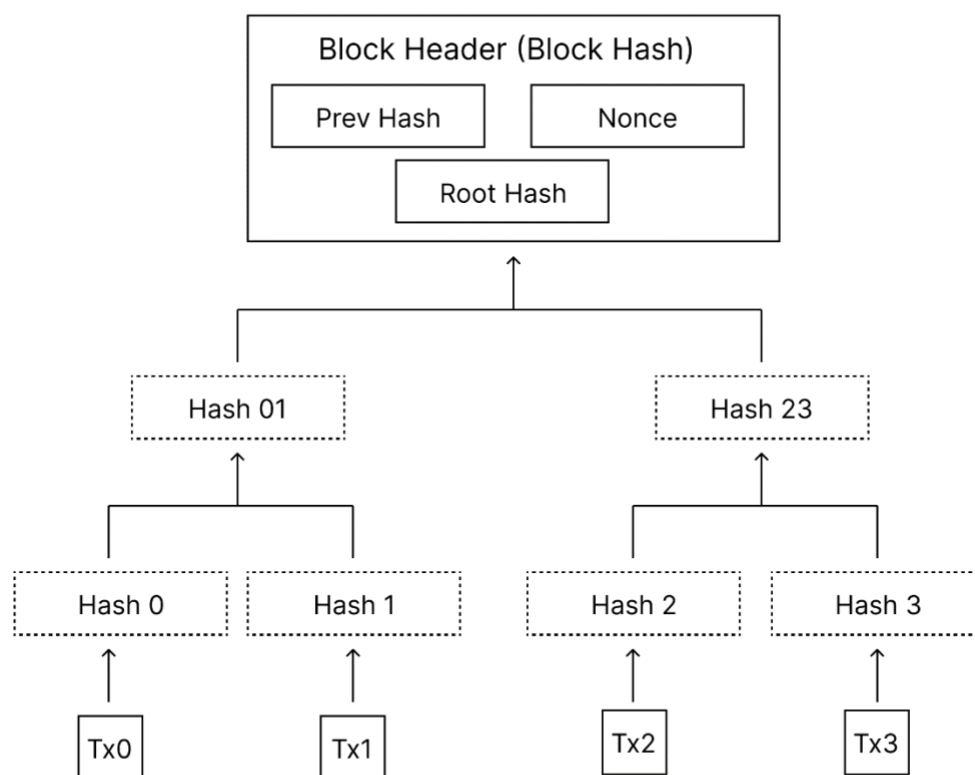 Block Header (Block Hash)
Prev Hash
Nonce
Root Hash
Hash 01
Hash 23
Hash 0
Hash 1
Hash 2
Hash 3
Tx0
Tx1
Tx2
Tx3